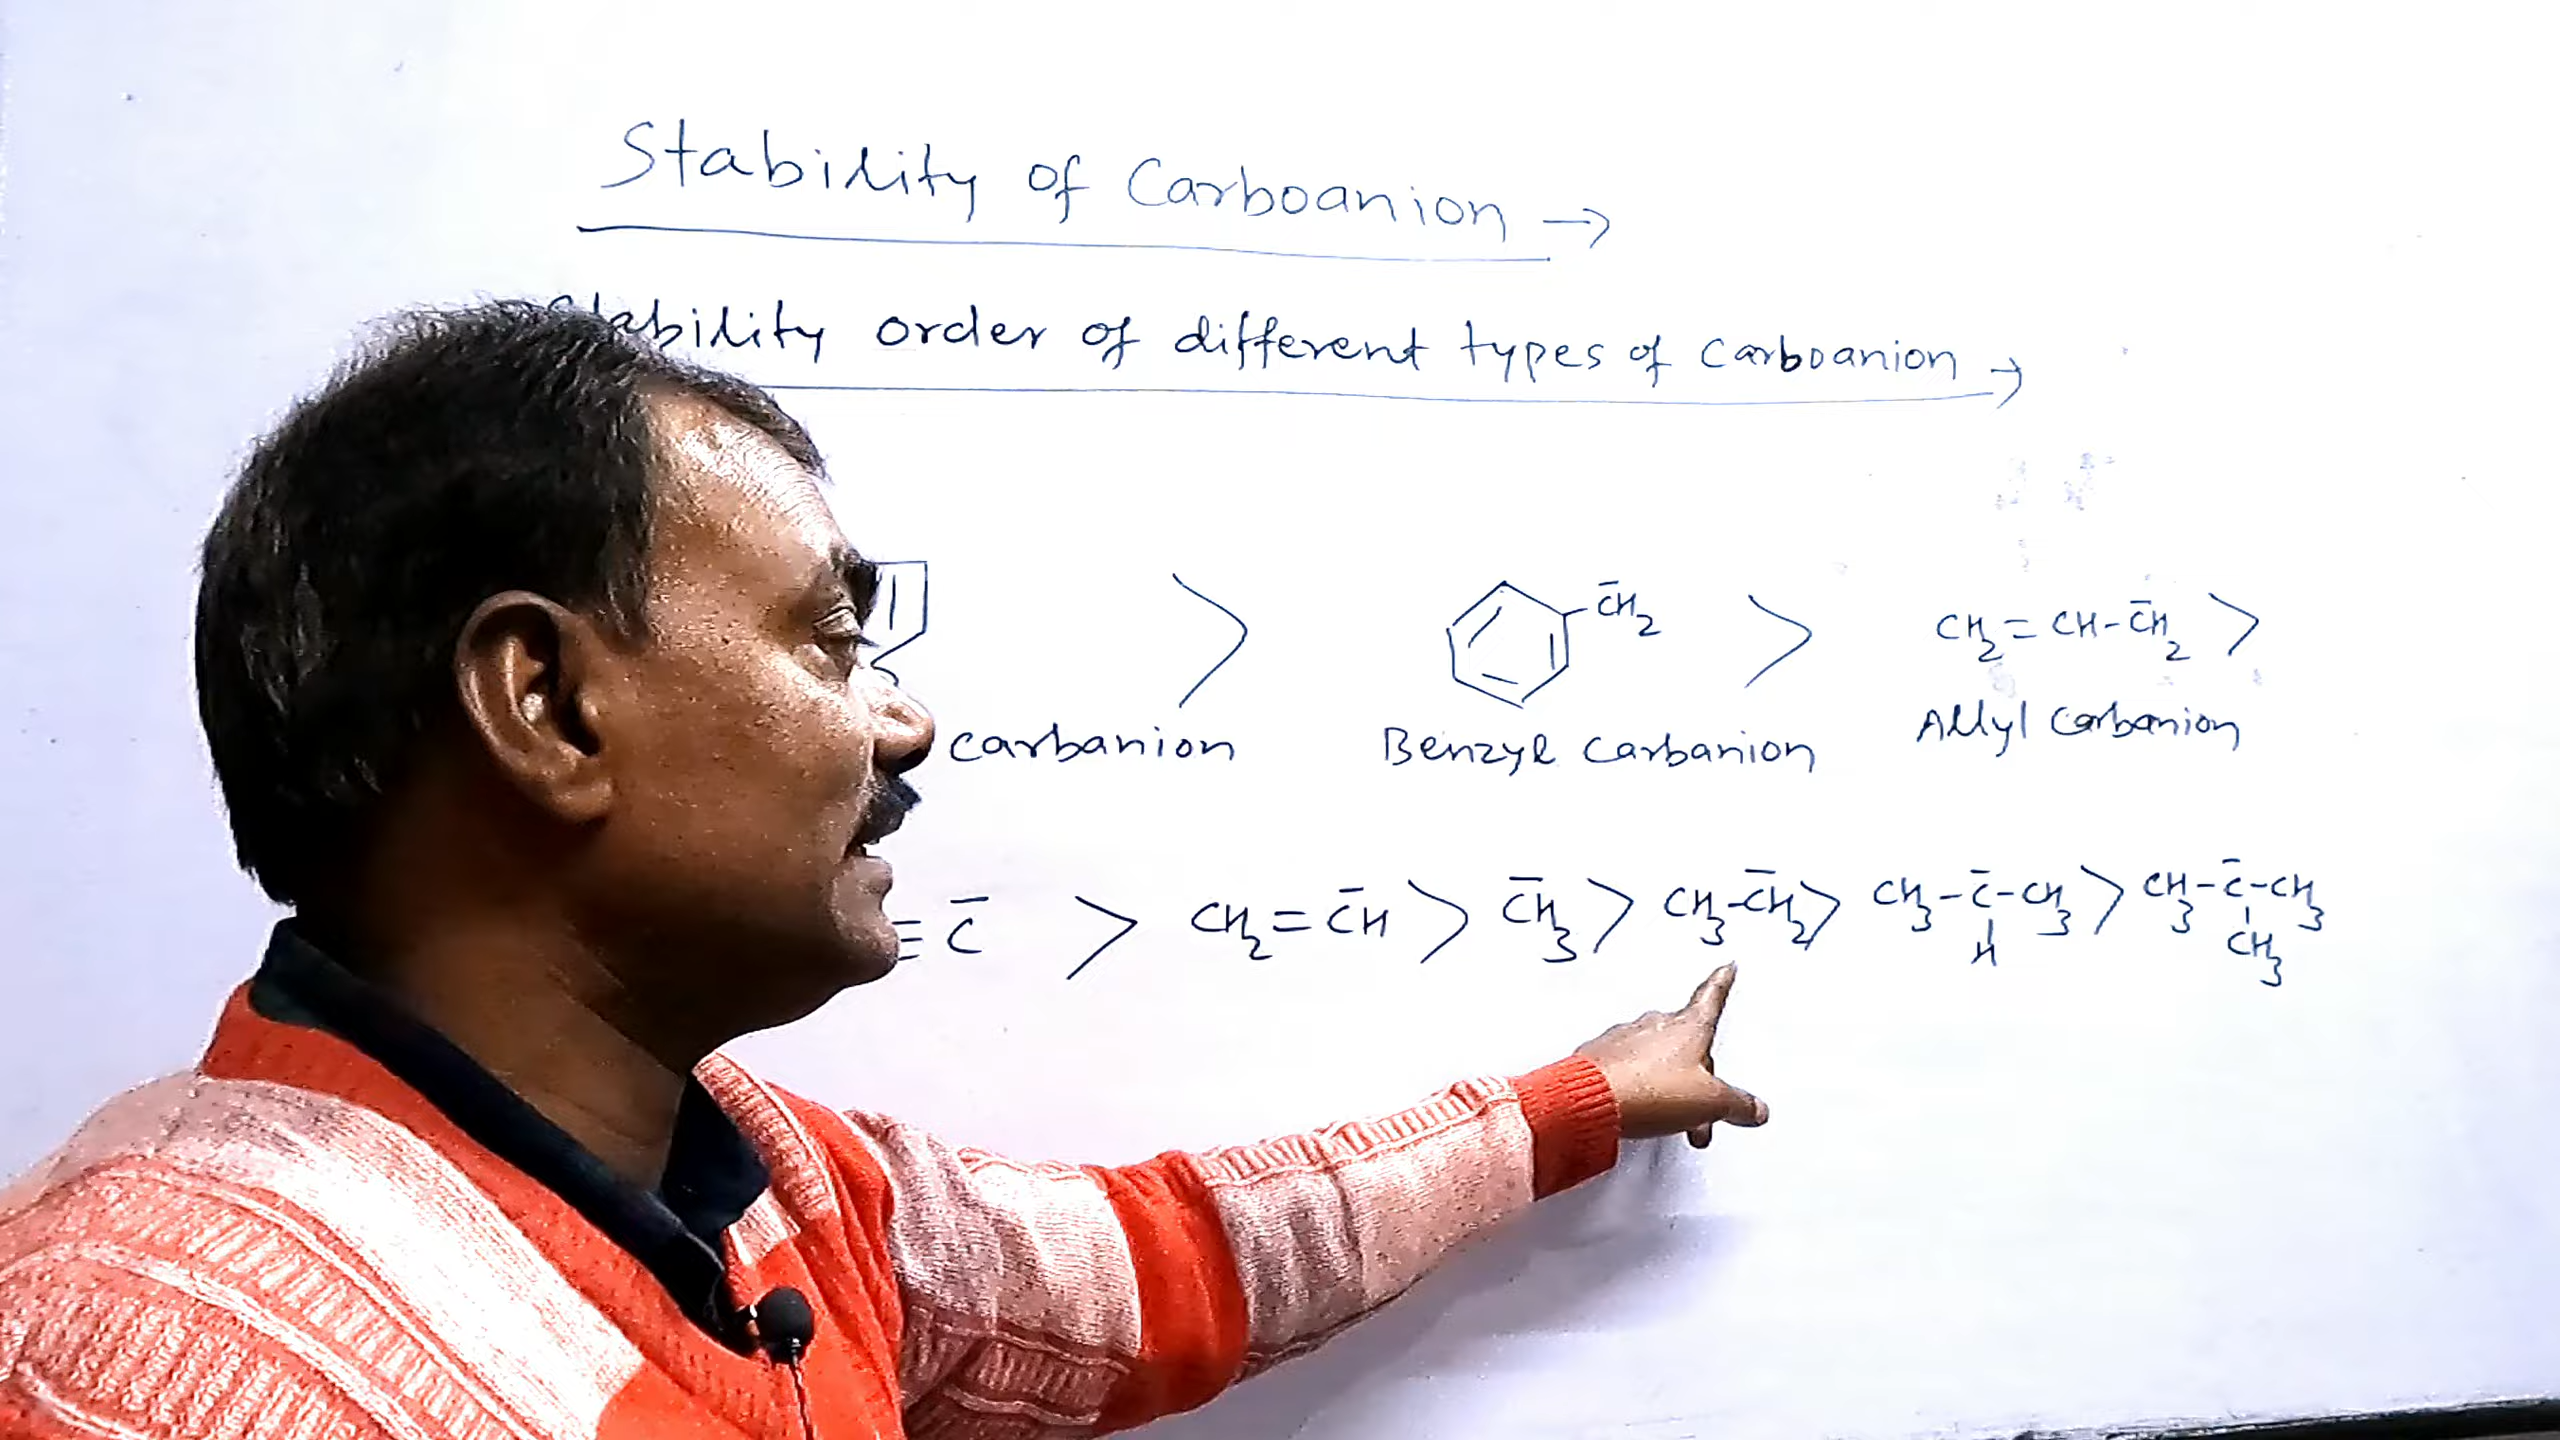 Stability of Carboanion →
Stability order of different types of carboanion →
> C̄H₂ > CH₂=CH-C̄H₂ >
carbanion Benzyl carbanion Allyl carbanion
≡ C̄ > CH₂=C̄H > C̄H₃ > CH₃-C̄H₂ > CH₃-C̄-CH₃ > CH₃-C̄-CH₃
H CH₃